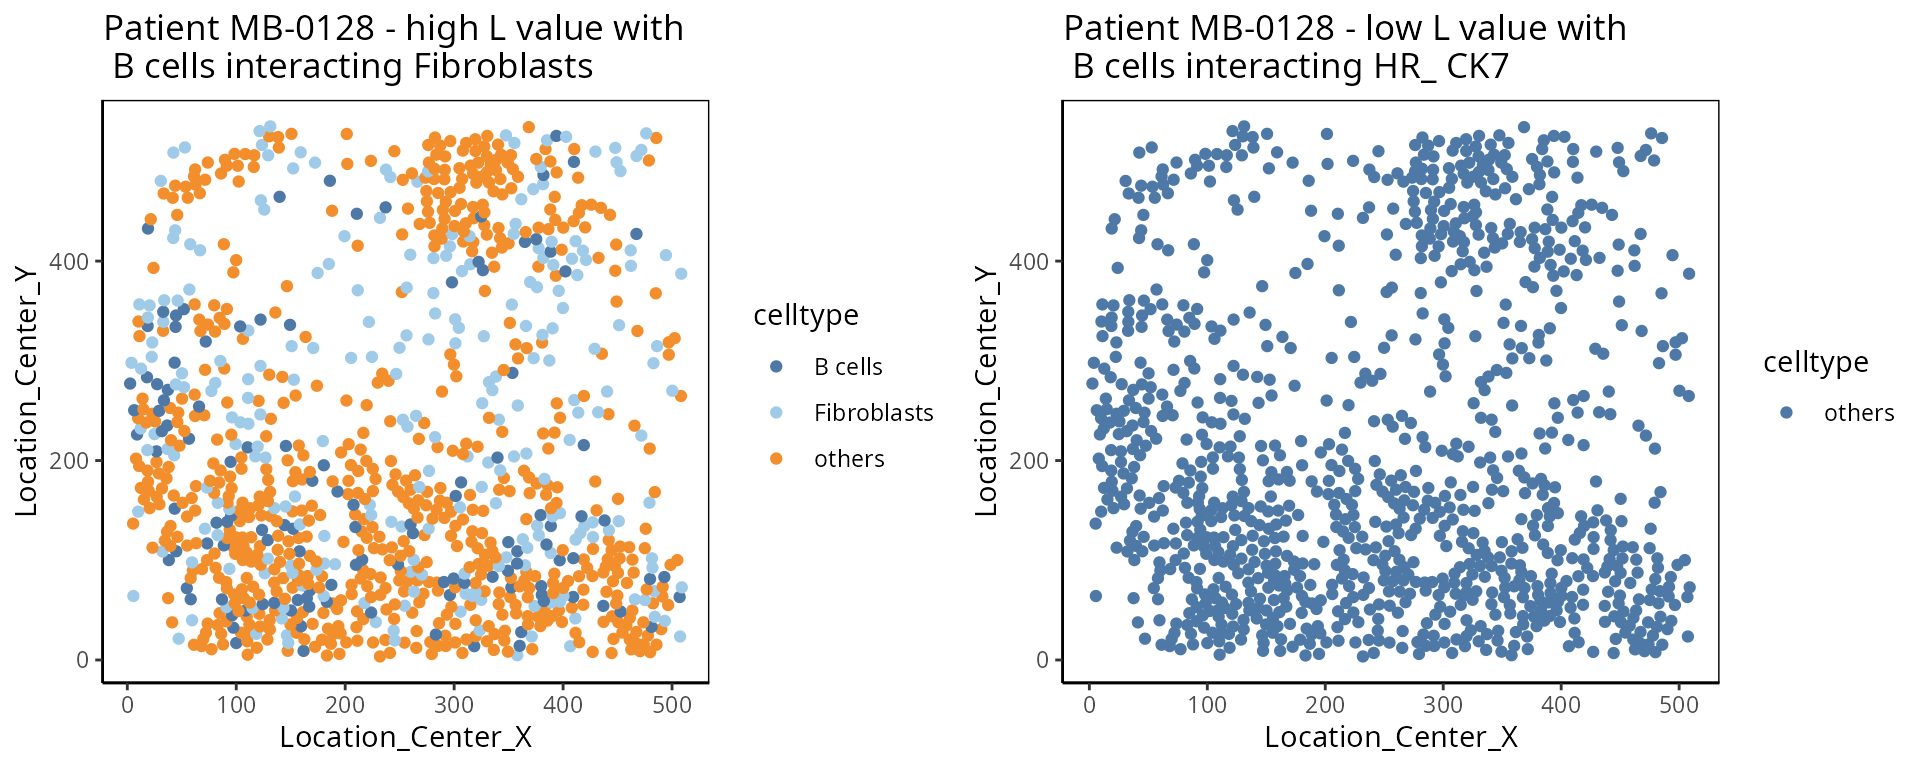 Patient MB-0128 - high L value with
B cells interacting Fibroblasts
Location_Center_Y
400
200
0
0 100 200 300 400 500
Location_Center_X
celltype
B cells
Fibroblasts
others
Patient MB-0128 - low L value with
B cells interacting HR_ CK7
Location_Center_Y
400
200
0
0 100 200 300 400 500
Location_Center_X
celltype
others